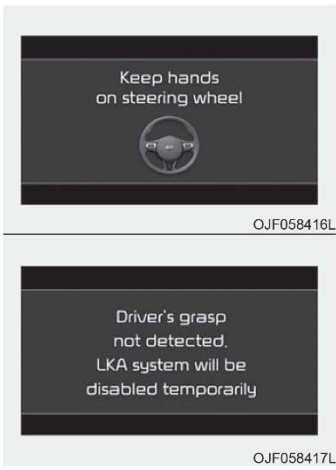 Keep hands
on steering wheel
OJF058416L
Driver's grasp
not detected.
LKA system will be
disabled temporarily
OJF058417L